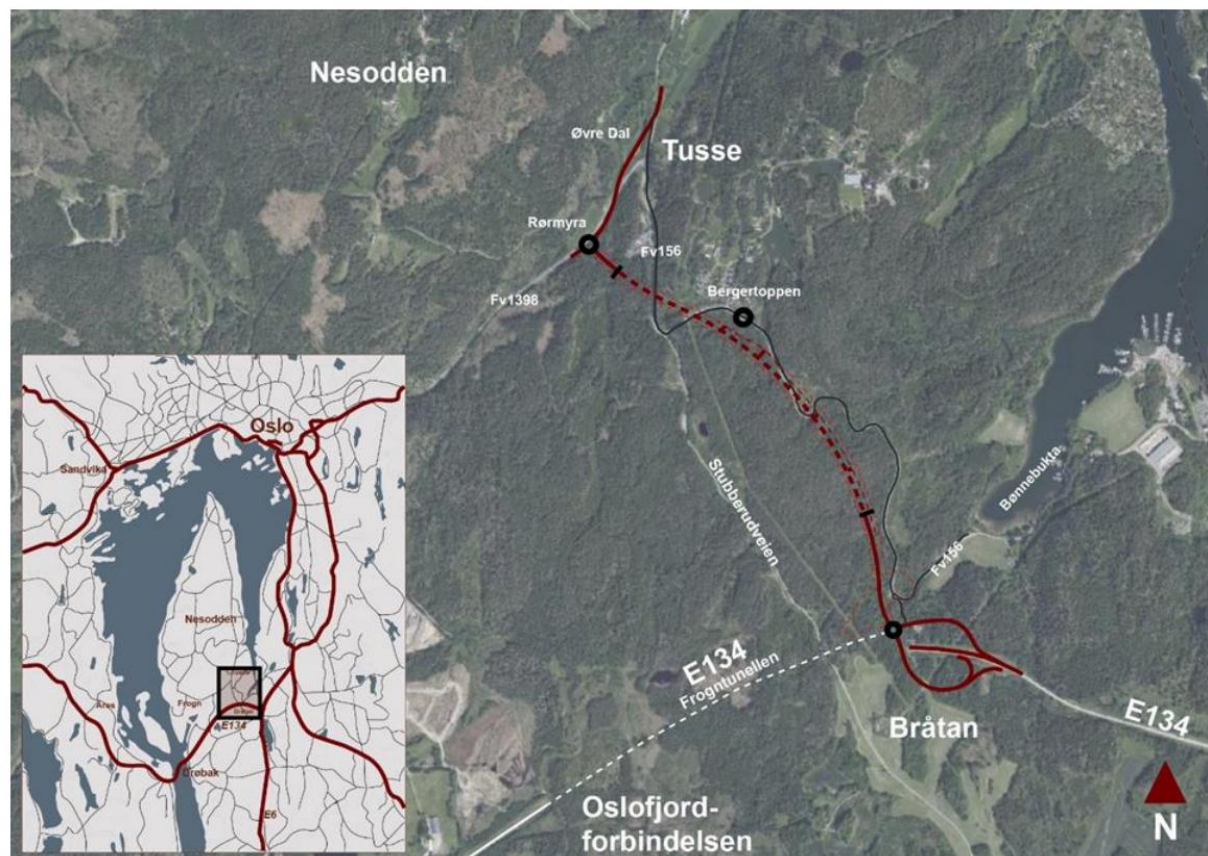 Nesodden
Øvre Dal
Tusse
Rørmyra
Fv156
Bergertoppen
Fv1398
Oslo
Sandvika
Nesodden
Frogn
E134
Drøbak
E6
Stubberudveien
Bønnebukta
Fv156
E134
Frogntunellen
E134
Bråtan
Oslofjord-
forbindelsen
N